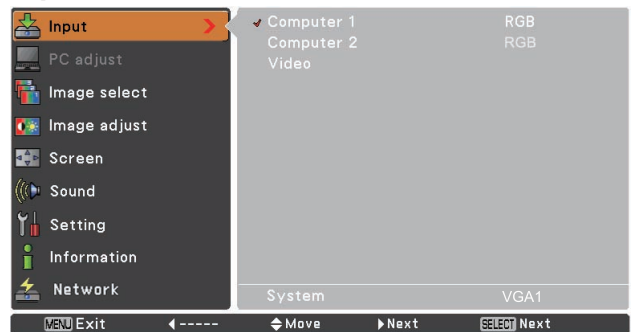 Input
PC adjust
Image select
Image adjust
Screen
Sound
Setting
Information
Network
Computer 1 RGB
Computer 2 RGB
Video
System VGA1
MENU Exit ----- Move Next SELECT Next